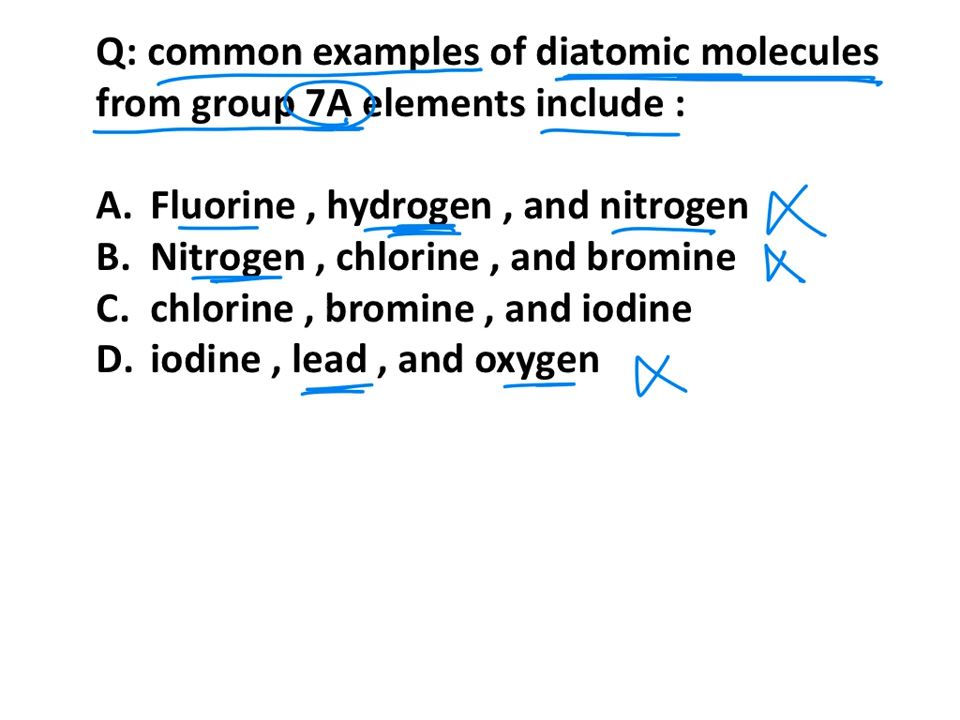 Q: common examples of diatomic molecules
from group 7A elements include :
A. Fluorine , hydrogen , and nitrogen
B. Nitrogen , chlorine , and bromine
C. chlorine , bromine , and iodine
D. iodine , lead , and oxygen